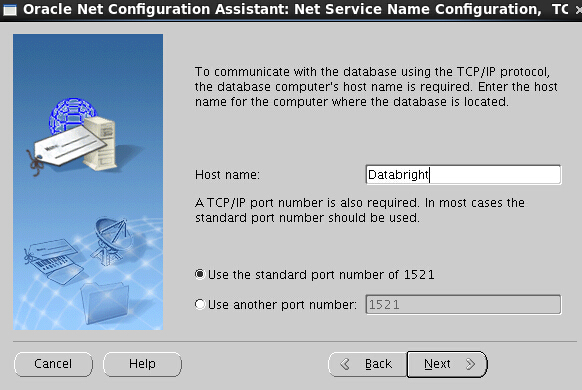 Oracle Net Configuration Assistant: Net Service Name Configuration, TC
To communicate with the database using the TCP/IP protocol,
the database computer's host name is required. Enter the host
name for the computer where the database is located.
Host name: Databright
A TCP/IP port number is also required. In most cases the
standard port number should be used.
Use the standard port number of 1521
Use another port number: 1521
Cancel Help Back Next